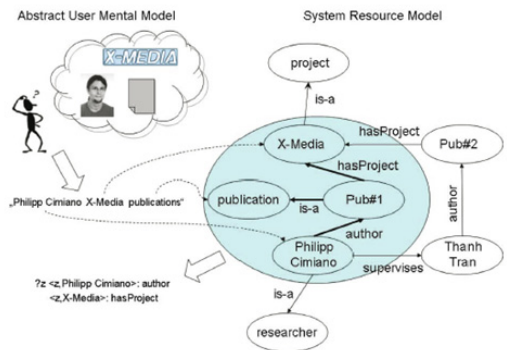 Abstract User Mental Model
System Resource Model
X-MEDIA
?
project
is-a
X-Media
hasProject
Pub#2
hasProject
„Philipp Cimiano X-Media publications“
publication
is-a
Pub#1
author
author
Philipp
Cimiano
supervises
Thanh
Tran
?z <z,Philipp Cimiano>: author
<z,X-Media>: hasProject
is-a
researcher